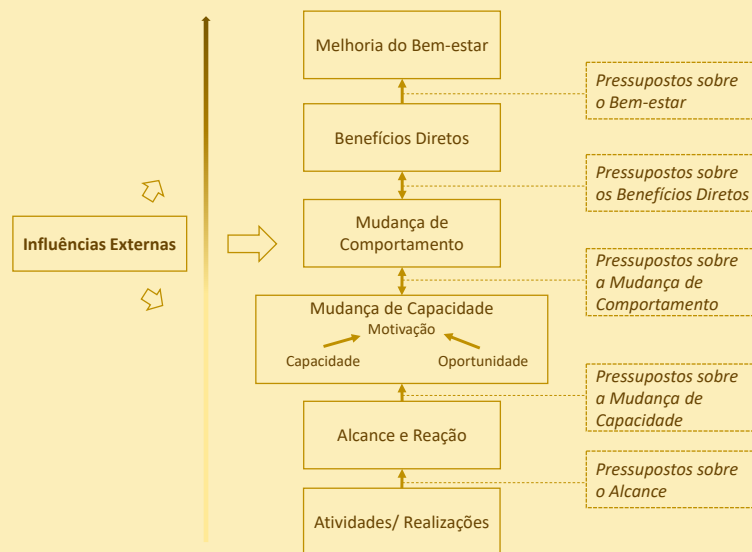 Melhoria do Bem-estar
Pressupostos sobre
o Bem-estar
Benefícios Diretos
Pressupostos sobre
os Benefícios Diretos
Influências Externas
Mudança de
Comportamento
Pressupostos sobre
a Mudança de
Comportamento
Mudança de Capacidade
Motivação
Capacidade
Oportunidade
Pressupostos sobre
a Mudança de
Capacidade
Alcance e Reação
Pressupostos sobre
o Alcance
Atividades/ Realizações